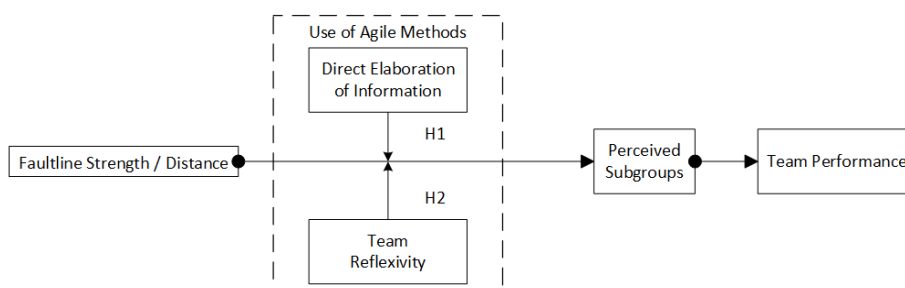 Use of Agile Methods
Direct Elaboration
of Information
H1
Faultline Strength / Distance
Perceived
Subgroups
Team Performance
H2
Team
Reflexivity